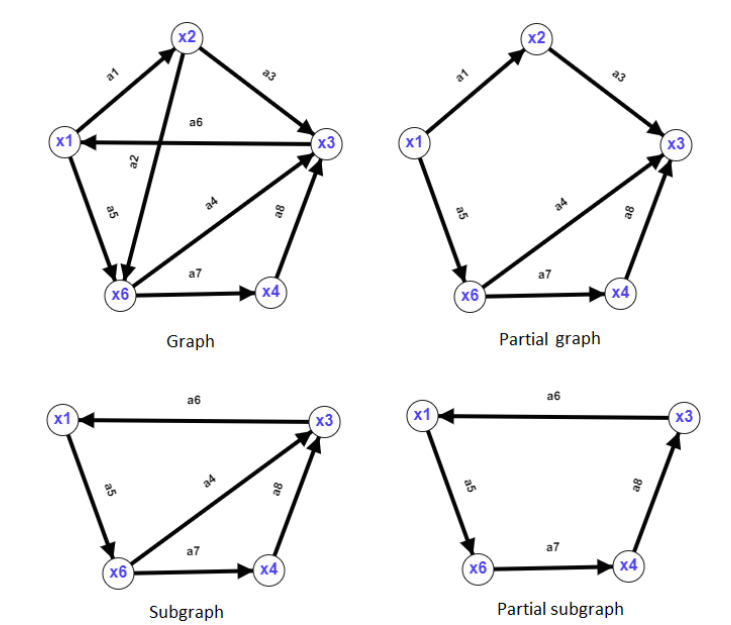 x2
a1
a3
a6
x1
x3
a2
a5
a4
a8
a7
x6
x4
Graph
x2
a1
a3
x1
x3
a5
a4
a8
a7
x6
x4
Partial graph
a6
x1
x3
a5
a4
a8
a7
x6
x4
Subgraph
a6
x1
x3
a5
a8
a7
x6
x4
Partial subgraph